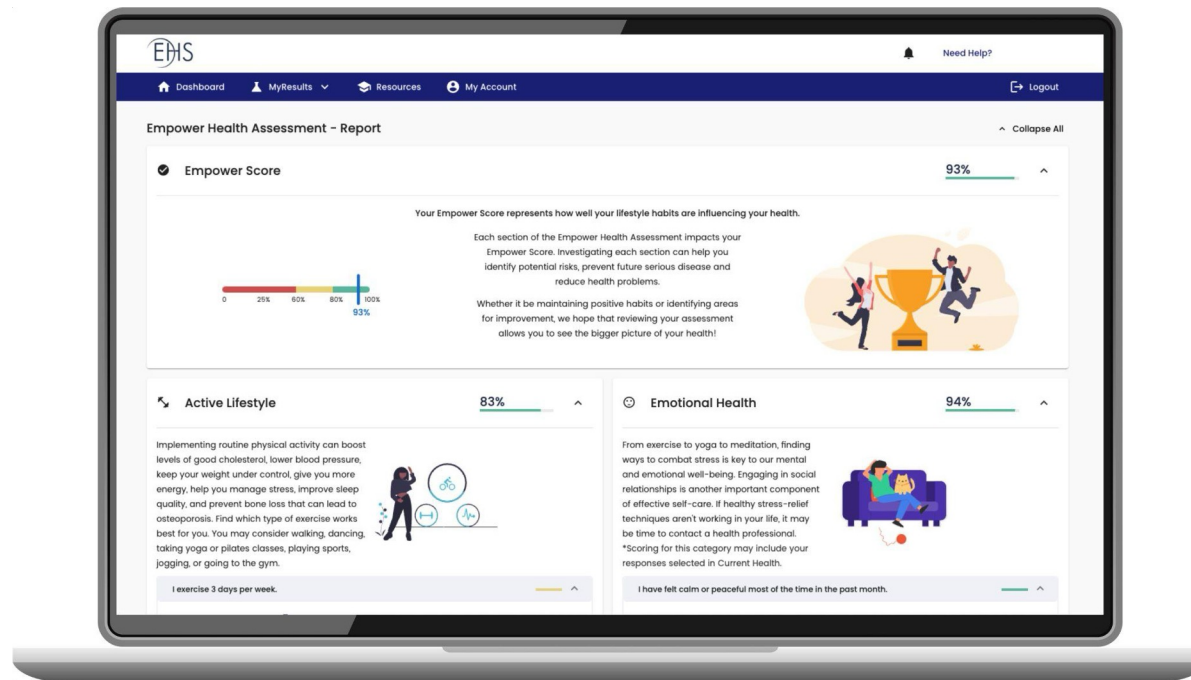 EHS
Need Help?
Dashboard
MyResults
Resources
My Account
Logout
Empower Health Assessment - Report
Collapse All
Empower Score
93%
Your Empower Score represents how well your lifestyle habits are influencing your health.
Each section of the Empower Health Assessment impacts your
Empower Score. Investigating each section can help you
identify potential risks, prevent future serious disease and
reduce health problems.
Whether it be maintaining positive habits or identifying areas
for improvement, we hope that reviewing your assessment
allows you to see the bigger picture of your health!
0 25% 60% 80% 100%
93%
Active Lifestyle
83%
Implementing routine physical activity can boost
levels of good cholesterol, lower blood pressure,
keep your weight under control, give you more
energy, help you manage stress, improve sleep
quality, and prevent bone loss that can lead to
osteoporosis. Find which type of exercise works
best for you. You may consider walking, dancing,
taking yoga or pilates classes, playing sports,
jogging, or going to the gym.
I exercise 3 days per week.
Emotional Health
94%
From exercise to yoga to meditation, finding
ways to combat stress is key to our mental
and emotional well-being. Engaging in social
relationships is another important component
of effective self-care. If healthy stress-relief
techniques aren't working in your life, it may
be time to contact a health professional.
*Scoring for this category may include your
responses selected in Current Health.
I have felt calm or peaceful most of the time in the past month.